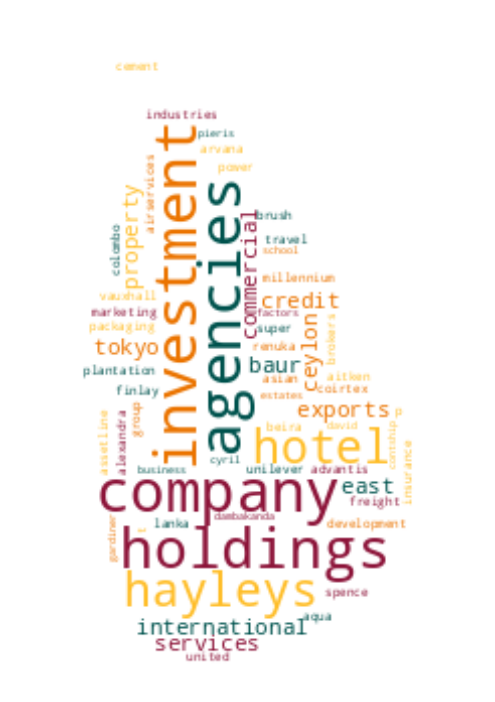 cement
industries
pieris
arvana
power
investment
airservices
agencies
property
colombo
commercial
brush
travel
school
millennium
vauxhall
credit
marketing
factors
packaging
super
ceylon
brokers
tokyo
renuka
baur
plantation
asian
aitken
finlay
estates
coirtex
group
exports
p
assetline
alexandra
beira
david
hotel
cantship
insurance
cyril
business
unilever
advantis
company
east
freight
gardiner
t
lanka
dambakanda
development
holdings
hayleys
spence
aqua
international
services
united